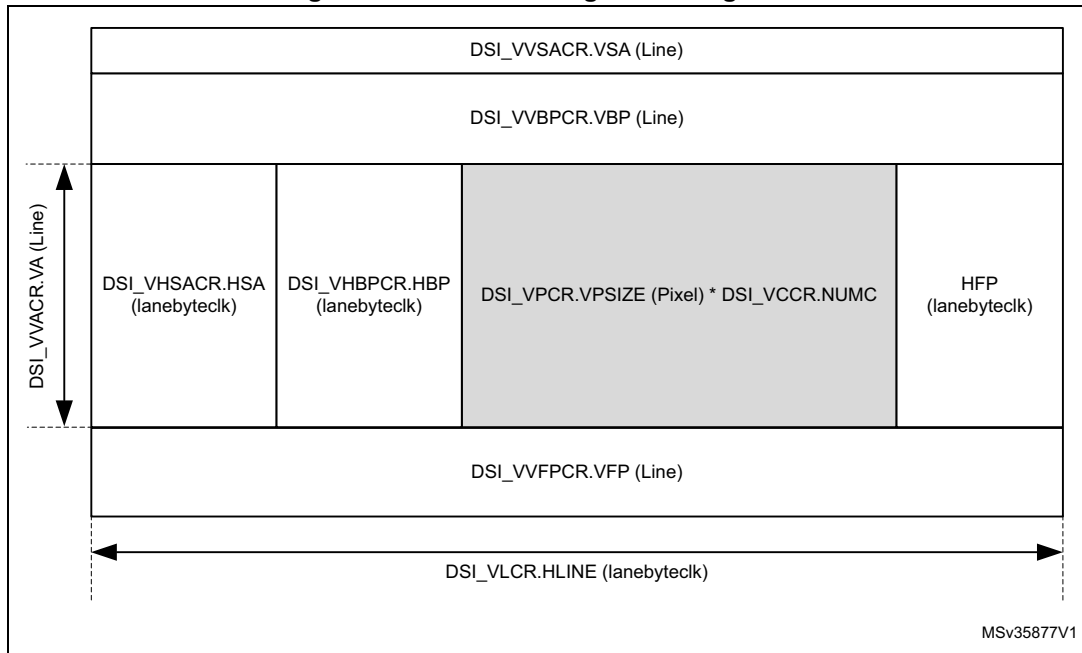 DSI_VVSACR.VSA (Line)
DSI_VVBPCR.VBP (Line)
DSI_VVACR.VA (Line)
DSI_VHSACR.HSA
(lanebyteclk)
DSI_VHBPCR.HBP
(lanebyteclk)
DSI_VPCR.VPSIZE (Pixel) * DSI_VCCR.NUMC
HFP
(lanebyteclk)
DSI_VVFPCR.VFP (Line)
DSI_VLCR.HLINE (lanebyteclk)
MSv35877V1